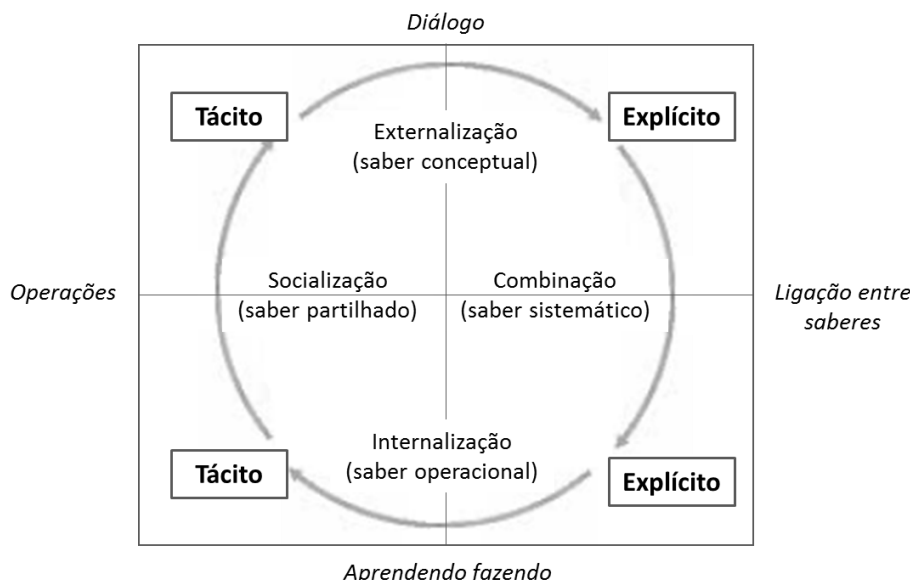 Diálogo
Tácito
Explícito
Externalização
(saber conceptual)
Operações
Socialização
(saber partilhado)
Combinação
(saber sistemático)
Ligação entre
saberes
Internalização
(saber operacional)
Tácito
Explícito
Aprendendo fazendo